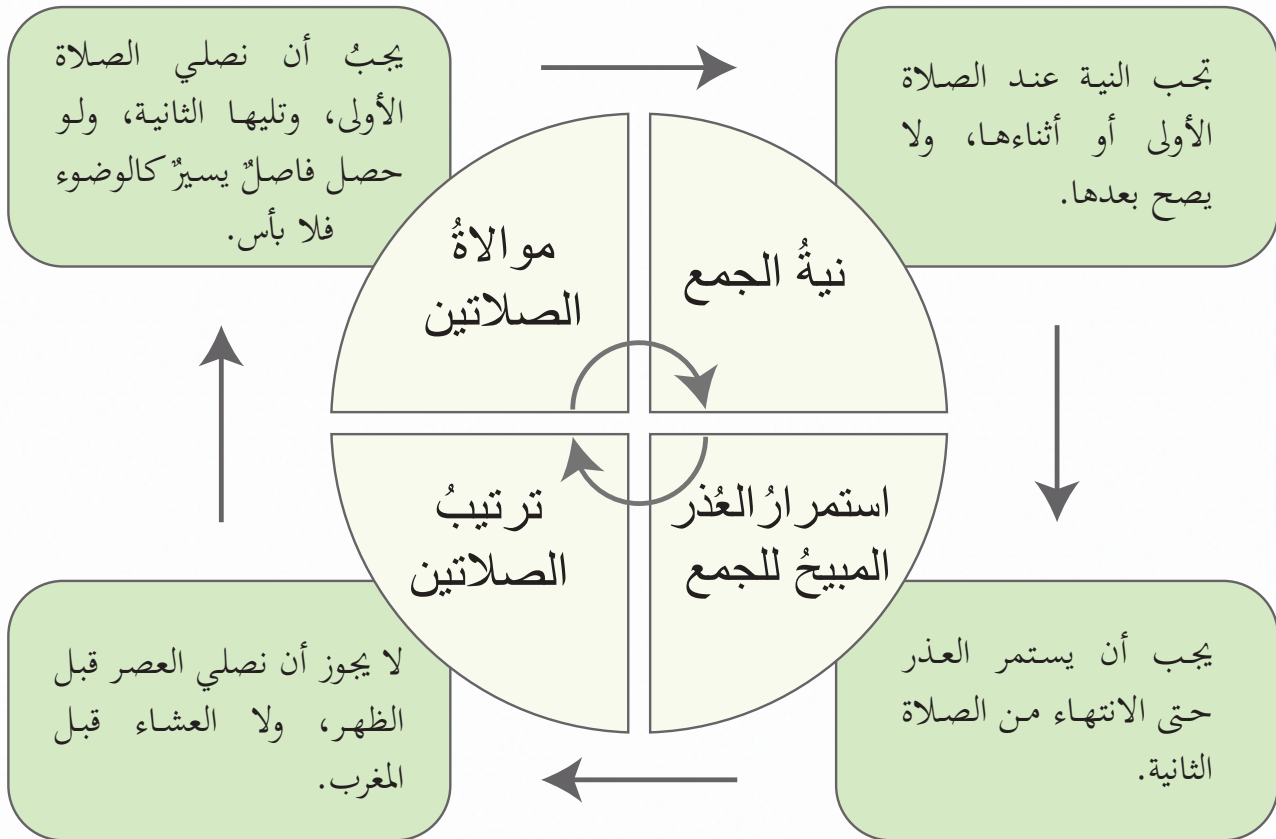 تجب النية عند الصلاة
الأولى أو أثناءها، ولا
يصح بعدها.
نيةُ الجمع
يجب أن يستمر العذر
حتى الانتهاء من الصلاة
الثانية.
استمرارُ العُذر
المبيحُ للجمع
لا يجوز أن نصلي العصر قبل
الظهر، ولا العشاء قبل
المغرب.
ترتيبُ
الصلاتين
يجبُ أن نصلي الصلاة
الأولى، وتليها الثانية، ولو
حصل فاصلٌ يسيرٌ كالوضوء
فلا بأس.
موالاةُ
الصلاتين